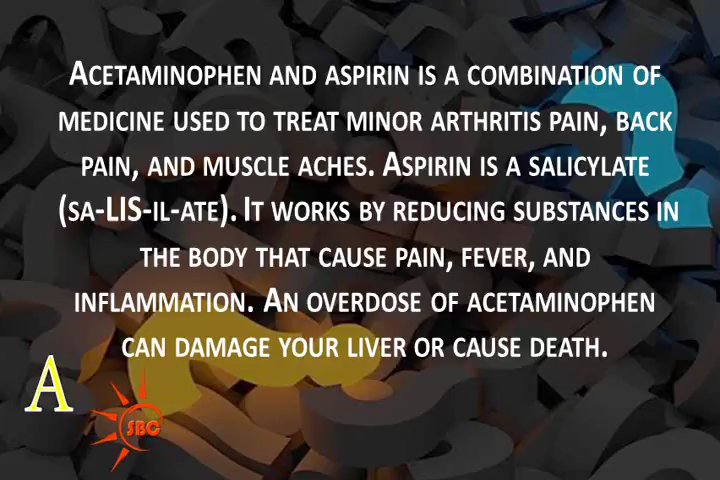 Acetaminophen and aspirin is a combination of
medicine used to treat minor arthritis pain, back
pain, and muscle aches. Aspirin is a salicylate
(sa-LIS-il-ate). It works by reducing substances in
the body that cause pain, fever, and
inflammation. An overdose of acetaminophen
can damage your liver or cause death.
A
SBG